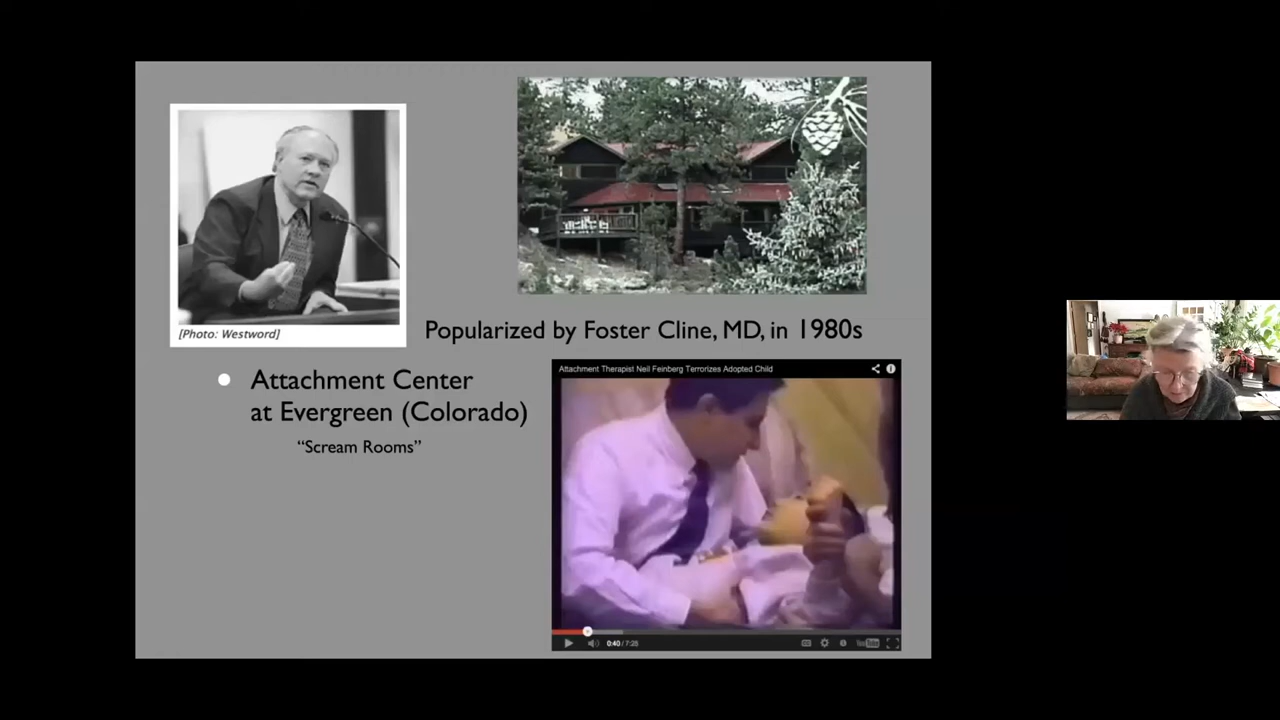 [Photo: Westword]
Popularized by Foster Cline, MD, in 1980s
Attachment Center
at Evergreen (Colorado)
“Scream Rooms”
Attachment Therapist Neil Feinberg Terrorizes Adopted Child
0:40 / 7:28
YouTube